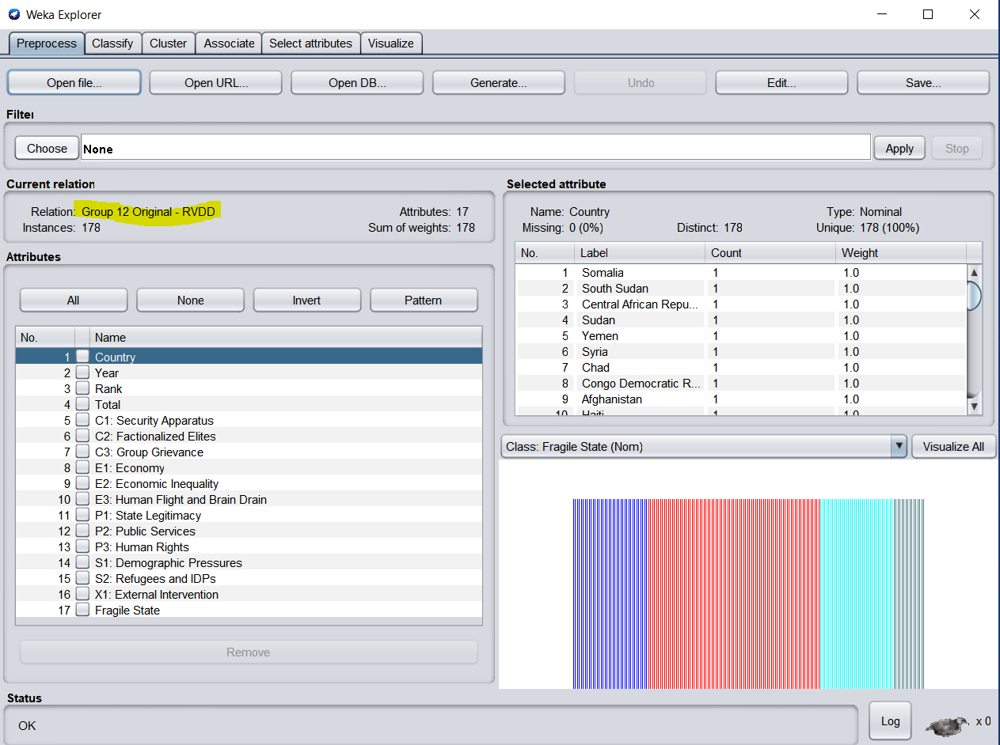 Weka Explorer
Preprocess Classify Cluster Associate Select attributes Visualize
Open file... Open URL... Open DB... Generate... Undo Edit... Save...
Filter
Choose None Apply Stop
Current relation
Relation: Group 12 Original - RVDD Attributes: 17
Instances: 178 Sum of weights: 178
Attributes
All None Invert Pattern
No. Name
1 Country
2 Year
3 Rank
4 Total
5 C1: Security Apparatus
6 C2: Factionalized Elites
7 C3: Group Grievance
8 E1: Economy
9 E2: Economic Inequality
10 E3: Human Flight and Brain Drain
11 P1: State Legitimacy
12 P2: Public Services
13 P3: Human Rights
14 S1: Demographic Pressures
15 S2: Refugees and IDPs
16 X1: External Intervention
17 Fragile State
Remove
Selected attribute
Name: Country Type: Nominal
Missing: 0 (0%) Distinct: 178 Unique: 178 (100%)
No. Label Count Weight
1 Somalia 1 1.0
2 South Sudan 1 1.0
3 Central African Repu... 1 1.0
4 Sudan 1 1.0
5 Yemen 1 1.0
6 Syria 1 1.0
7 Chad 1 1.0
8 Congo Democratic R... 1 1.0
9 Afghanistan 1 1.0
10 Haiti 1 1.0
Class: Fragile State (Nom) Visualize All
Status
OK Log x 0